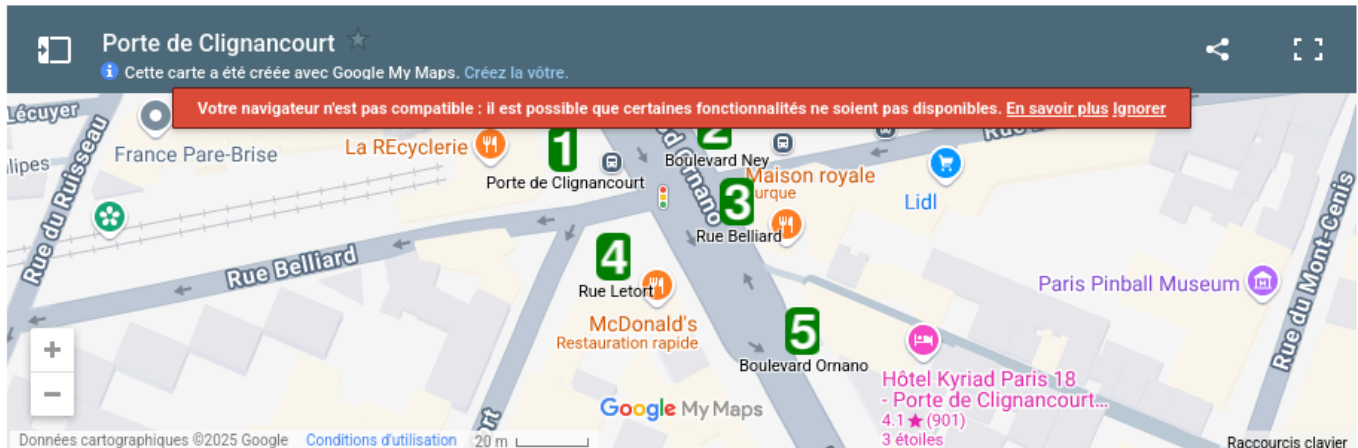 Porte de Clignancourt
Cette carte a été créée avec Google My Maps. Créez la vôtre.
Votre navigateur n'est pas compatible : il est possible que certaines fonctionnalités ne soient pas disponibles. En savoir plus Ignorer
Lécuyer
Rue du Ruisseau
France Pare-Brise
La REcyclerie
1
Porte de Clignancourt
2
Boulevard Ney
Maison royale
Lidl
3
Rue Belliard
Rue Belliard
4
Rue Letort
McDonald's
Restauration rapide
5
Boulevard Ornano
Paris Pinball Museum
Rue du Mont-Cenis
Hôtel Kyriad Paris 18
- Porte de Clignancourt...
4.1 (901)
3 étoiles
+
−
Google My Maps
Données cartographiques ©2025 Google
Conditions d'utilisation
20 m
Raccourcis clavier